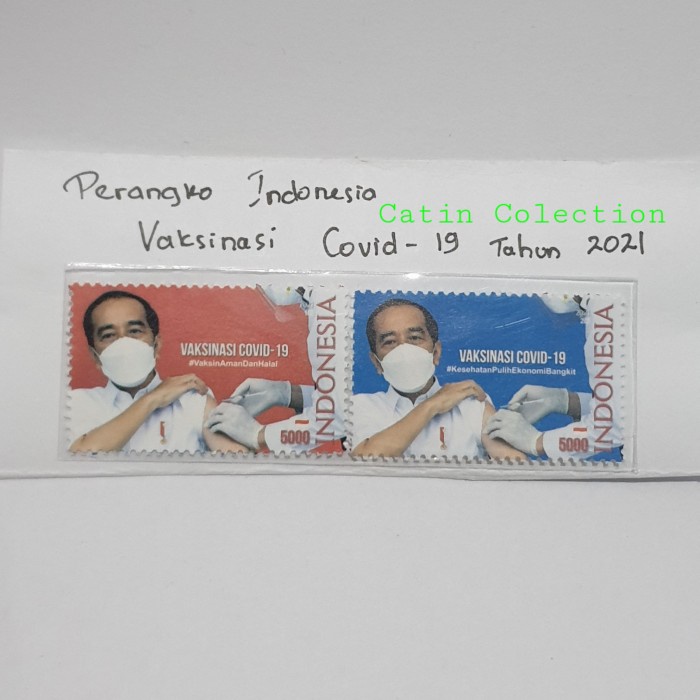 Perangko Indonesia
Catin Colection
Vaksinasi Covid-19 Tahun 2021
VAKSINASI COVID-19
#VaksinAmanDanHalal
5000
INDONESIA
VAKSINASI COVID-19
#KesehatanPulihEkonomiBangkit
5000
INDONESIA